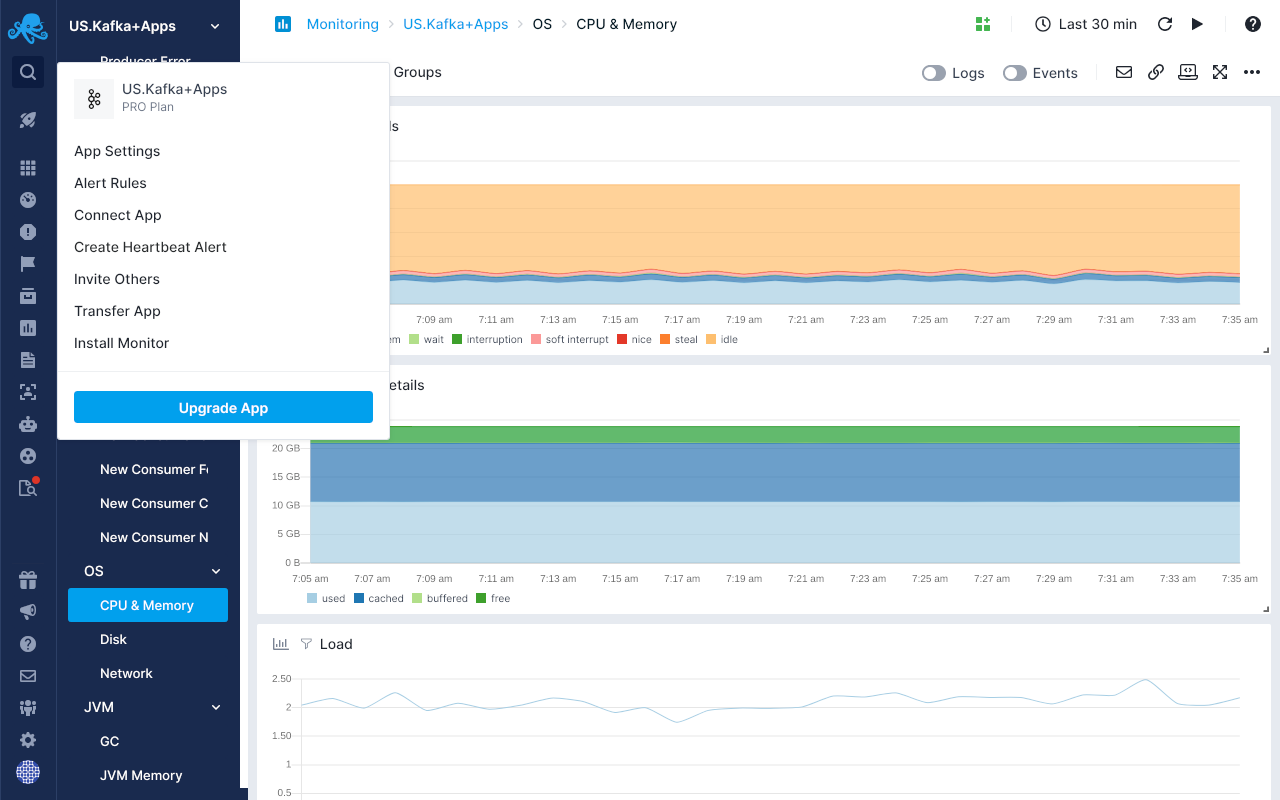 US.Kafka+Apps
Monitoring
US.Kafka+Apps
OS
CPU & Memory
Last 30 min
Producer Error
Groups
Logs
Events
US.Kafka+Apps
PRO Plan
App Settings
Alert Rules
Connect App
Create Heartbeat Alert
Invite Others
Transfer App
Install Monitor
Upgrade App
7:09 am 7:11 am 7:13 am 7:15 am 7:17 am 7:19 am 7:21 am 7:23 am 7:25 am 7:27 am 7:29 am 7:31 am 7:33 am 7:35 am
wait interruption soft interrupt nice steal idle
New Consumer
New Consumer C
New Consumer N
OS
CPU & Memory
Disk
Network
JVM
GC
JVM Memory
20 GB
15 GB
10 GB
5 GB
0 B
7:05 am 7:07 am 7:09 am 7:11 am 7:13 am 7:15 am 7:17 am 7:19 am 7:21 am 7:23 am 7:25 am 7:27 am 7:29 am 7:31 am 7:33 am 7:35 am
used cached buffered free
Load
2.50
2
1.50
1
0.5